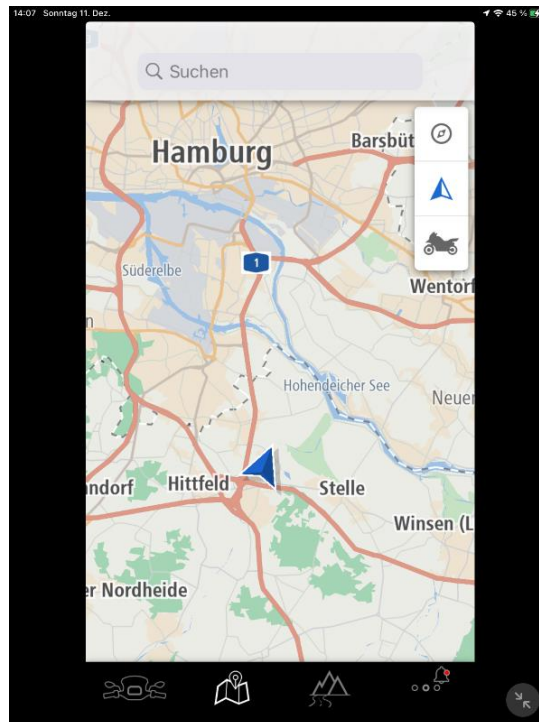 14:07 Sonntag 11. Dez.
45 %
Suchen
Hamburg
Barsbüt
1
Süderelbe
Wentorf
n
Hohendeicher See
Neuer
ndorf
Hittfeld
Stelle
Winsen (L
er Nordheide